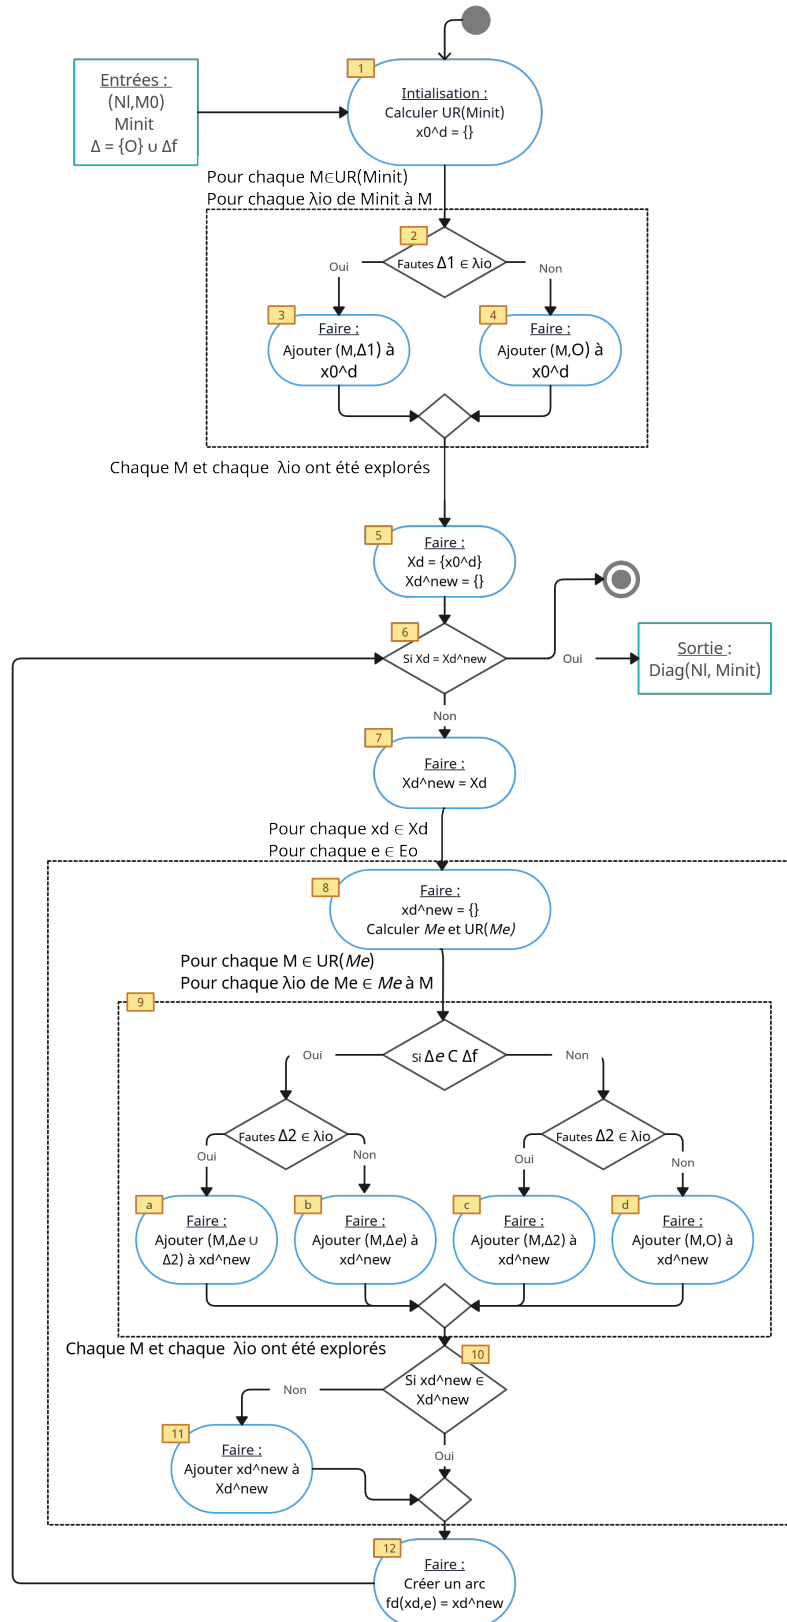 Entrées :
(Nl,M0)
Minit
Δ = {O} ∪ Δf
1
Intialisation :
Calculer UR(Minit)
x0^d = {}
Pour chaque M∈UR(Minit)
Pour chaque λio de Minit à M
2
Fautes Δ1 ∈ λio
Oui
Non
3
Faire :
Ajouter (M,Δ1) à
x0^d
4
Faire :
Ajouter (M,O) à
x0^d
Chaque M et chaque λio ont été explorés
5
Faire :
Xd = {x0^d}
Xd^new = {}
6
Si Xd = Xd^new
Oui
Sortie :
Diag(Nl, Minit)
Non
7
Faire :
Xd^new = Xd
Pour chaque xd ∈ Xd
Pour chaque e ∈ Eo
8
Faire :
xd^new = {}
Calculer Me et UR(Me)
Pour chaque M ∈ UR(Me)
Pour chaque λio de Me ∈ Me à M
9
Si Δe C Δf
Oui
Non
Fautes Δ2 ∈ λio
Fautes Δ2 ∈ λio
Oui
Non
Oui
Non
a
Faire :
Ajouter (M,Δe ∪
Δ2) à xd^new
b
Faire :
Ajouter (M,Δe) à
xd^new
c
Faire :
Ajouter (M,Δ2) à
xd^new
d
Faire :
Ajouter (M,O) à
xd^new
Chaque M et chaque λio ont été explorés
10
Si xd^new ∈
Xd^new
Non
Oui
11
Faire :
Ajouter xd^new à
Xd^new
12
Faire :
Créer un arc
fd(xd,e) = xd^new